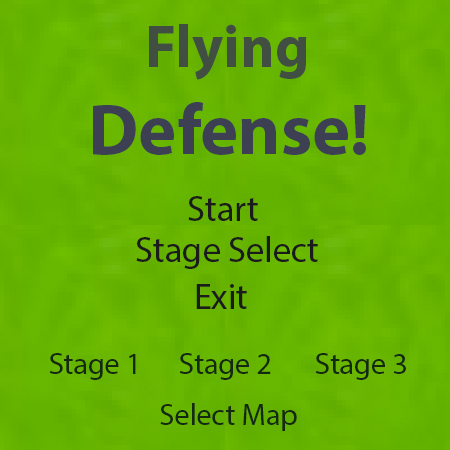 Flying
Defense!
Start
Stage Select
Exit
Stage 1 Stage 2 Stage 3
Select Map